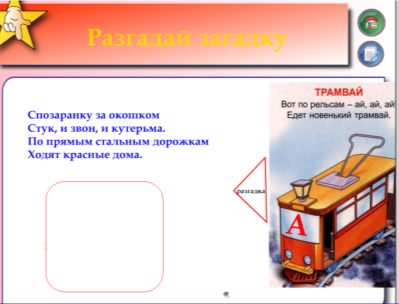 Разгадай загадку
Спозаранку за окошком
Стук, и звон, и кутерьма.
По прямым стальным дорожкам
Ходят красные дома.
разгадка
ТРАМВАЙ
Вот по рельсам – ай, ай, ай
Едет новенький трамвай.
А